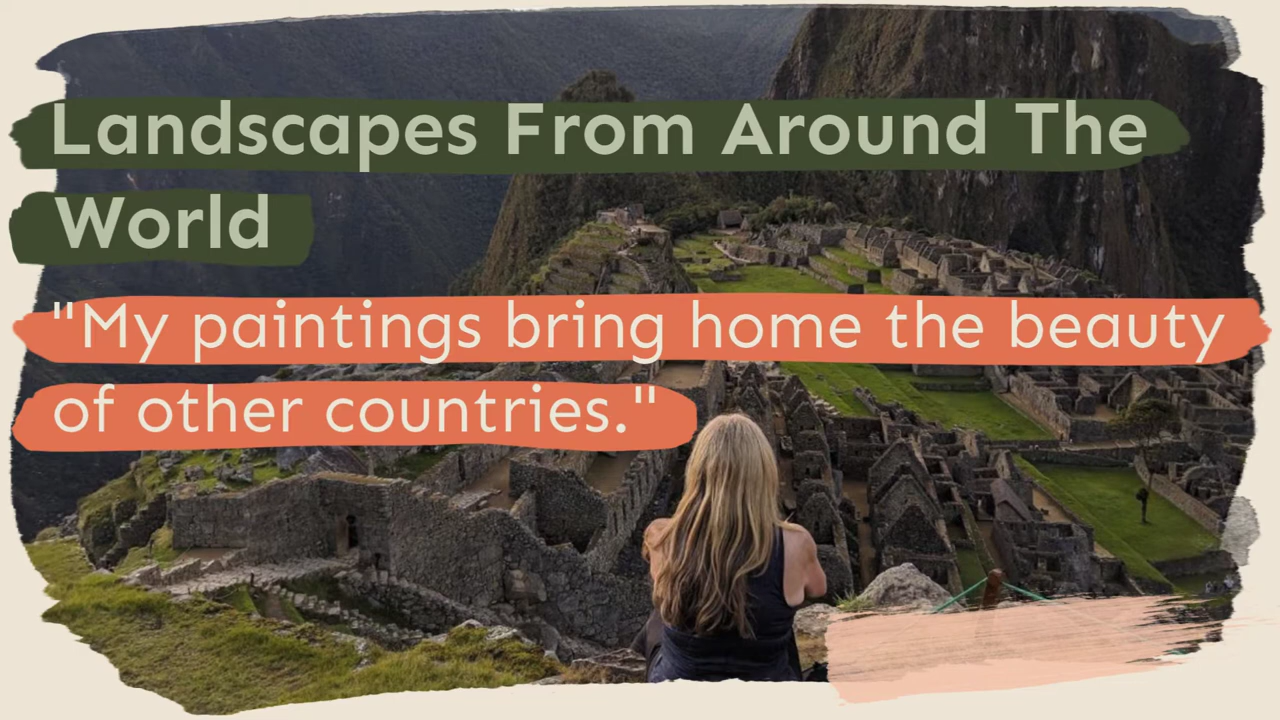 Landscapes From Around The
World
"My paintings bring home the beauty
of other countries."